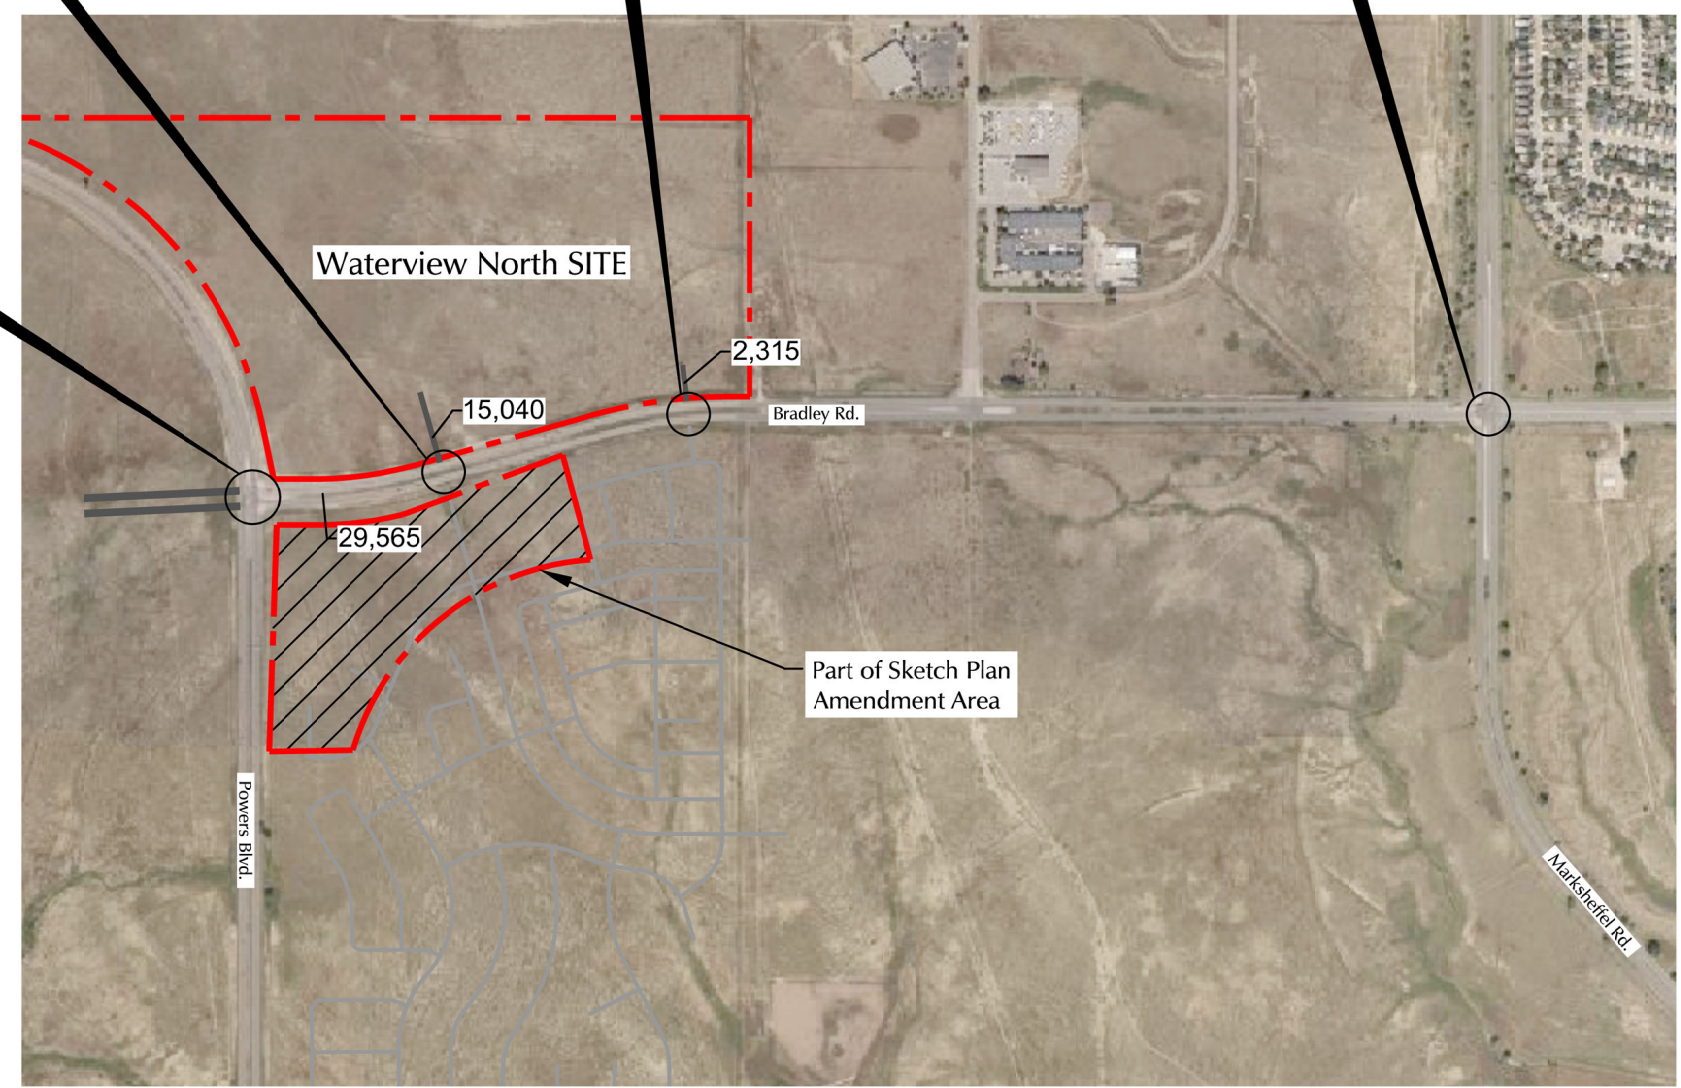 Waterview North SITE
2,315
15,040
Bradley Rd.
29,565
Part of Sketch Plan
Amendment Area
Powers Blvd.
Marksheffel Rd.